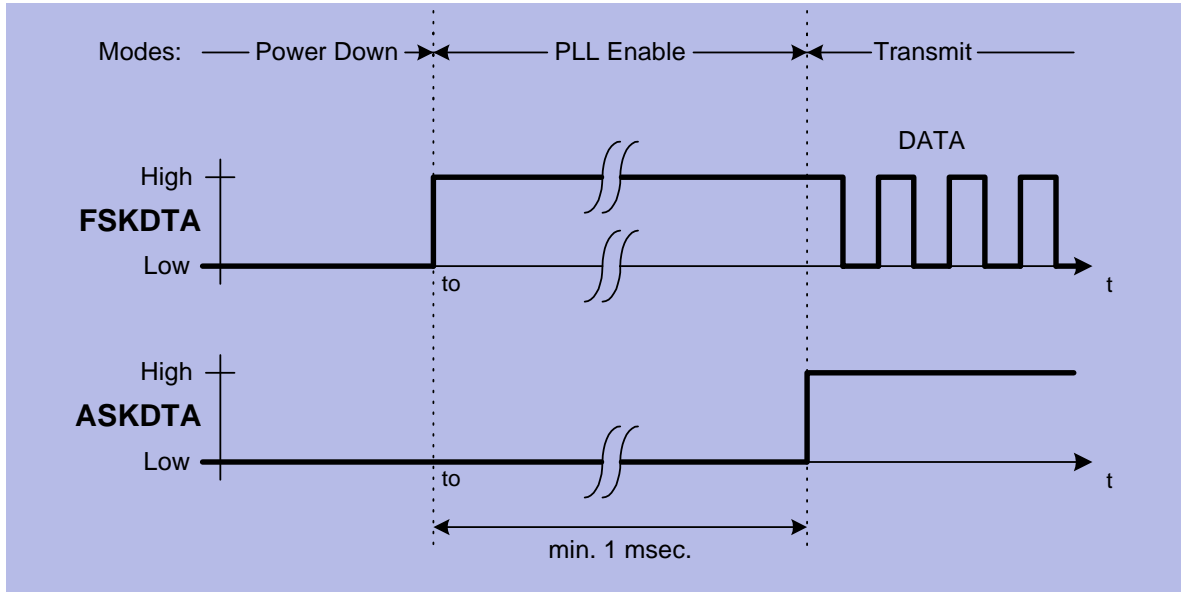 Modes: Power Down PLL Enable Transmit
DATA
High
FSKDTA
Low
to
t
High
ASKDTA
Low
to
t
min. 1 msec.